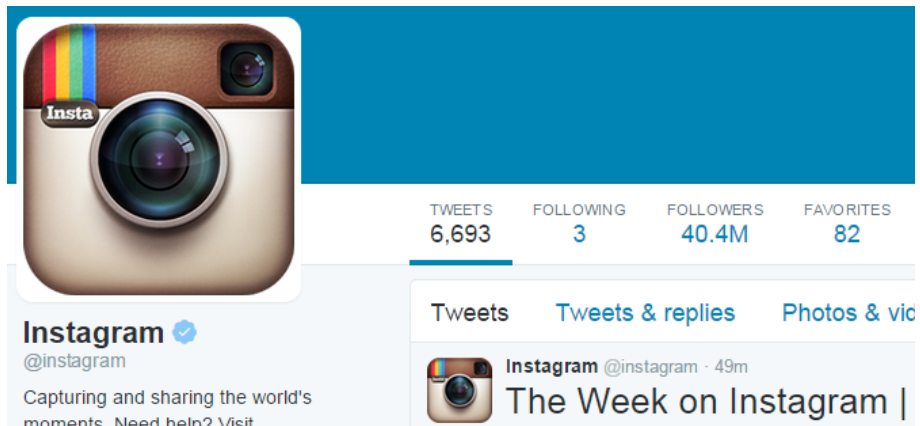 Insta
TWEETS FOLLOWING FOLLOWERS FAVORITES
6,693 3 40.4M 82
Tweets Tweets & replies Photos & vid
Instagram
@instagram
Instagram @instagram · 49m
The Week on Instagram |
Capturing and sharing the world's
moments. Need help? Visit